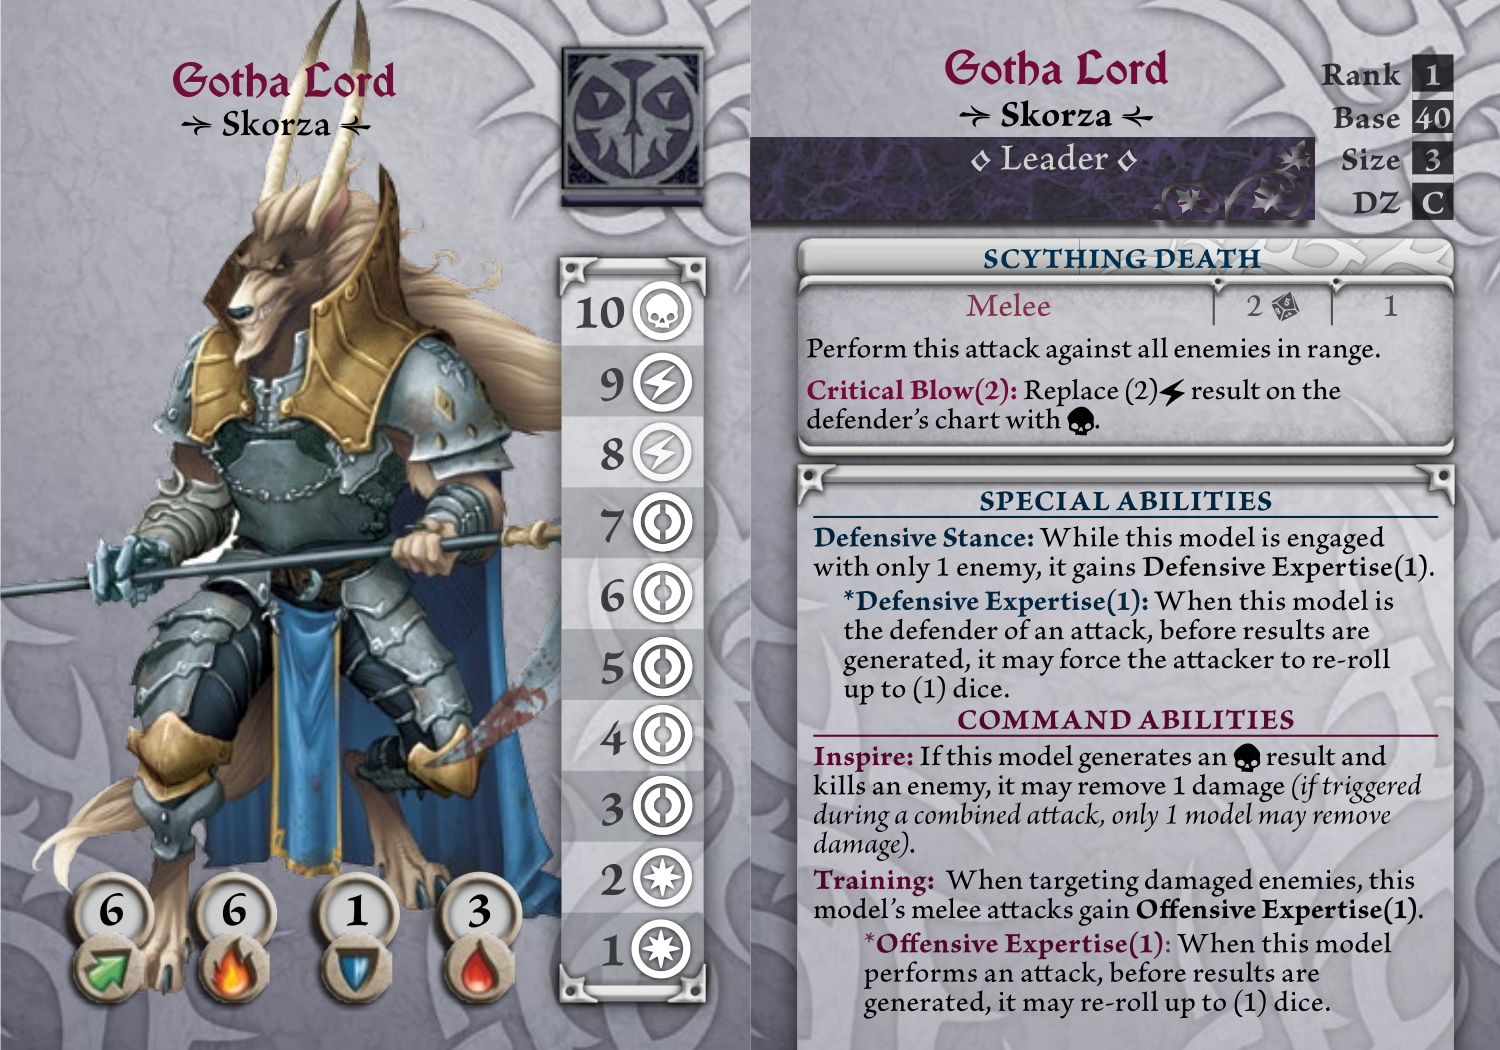 Gotha Lord
Skorza
10
9
8
7
6
5
4
3
2
1
6
6
1
3
Gotha Lord
Skorza
Leader
Rank 1
Base 40
Size 3
DZ C
SCYTHING DEATH
Melee 2 1
Perform this attack against all enemies in range.
Critical Blow(2): Replace (2) result on the
defender's chart with .
SPECIAL ABILITIES
Defensive Stance: While this model is engaged
with only 1 enemy, it gains Defensive Expertise(1).
*Defensive Expertise(1): When this model is
the defender of an attack, before results are
generated, it may force the attacker to re-roll
up to (1) dice.
COMMAND ABILITIES
Inspire: If this model generates an result and
kills an enemy, it may remove 1 damage (if triggered
during a combined attack, only 1 model may remove
damage).
Training: When targeting damaged enemies, this
model's melee attacks gain Offensive Expertise(1).
*Offensive Expertise(1): When this model
performs an attack, before results are
generated, it may re-roll up to (1) dice.